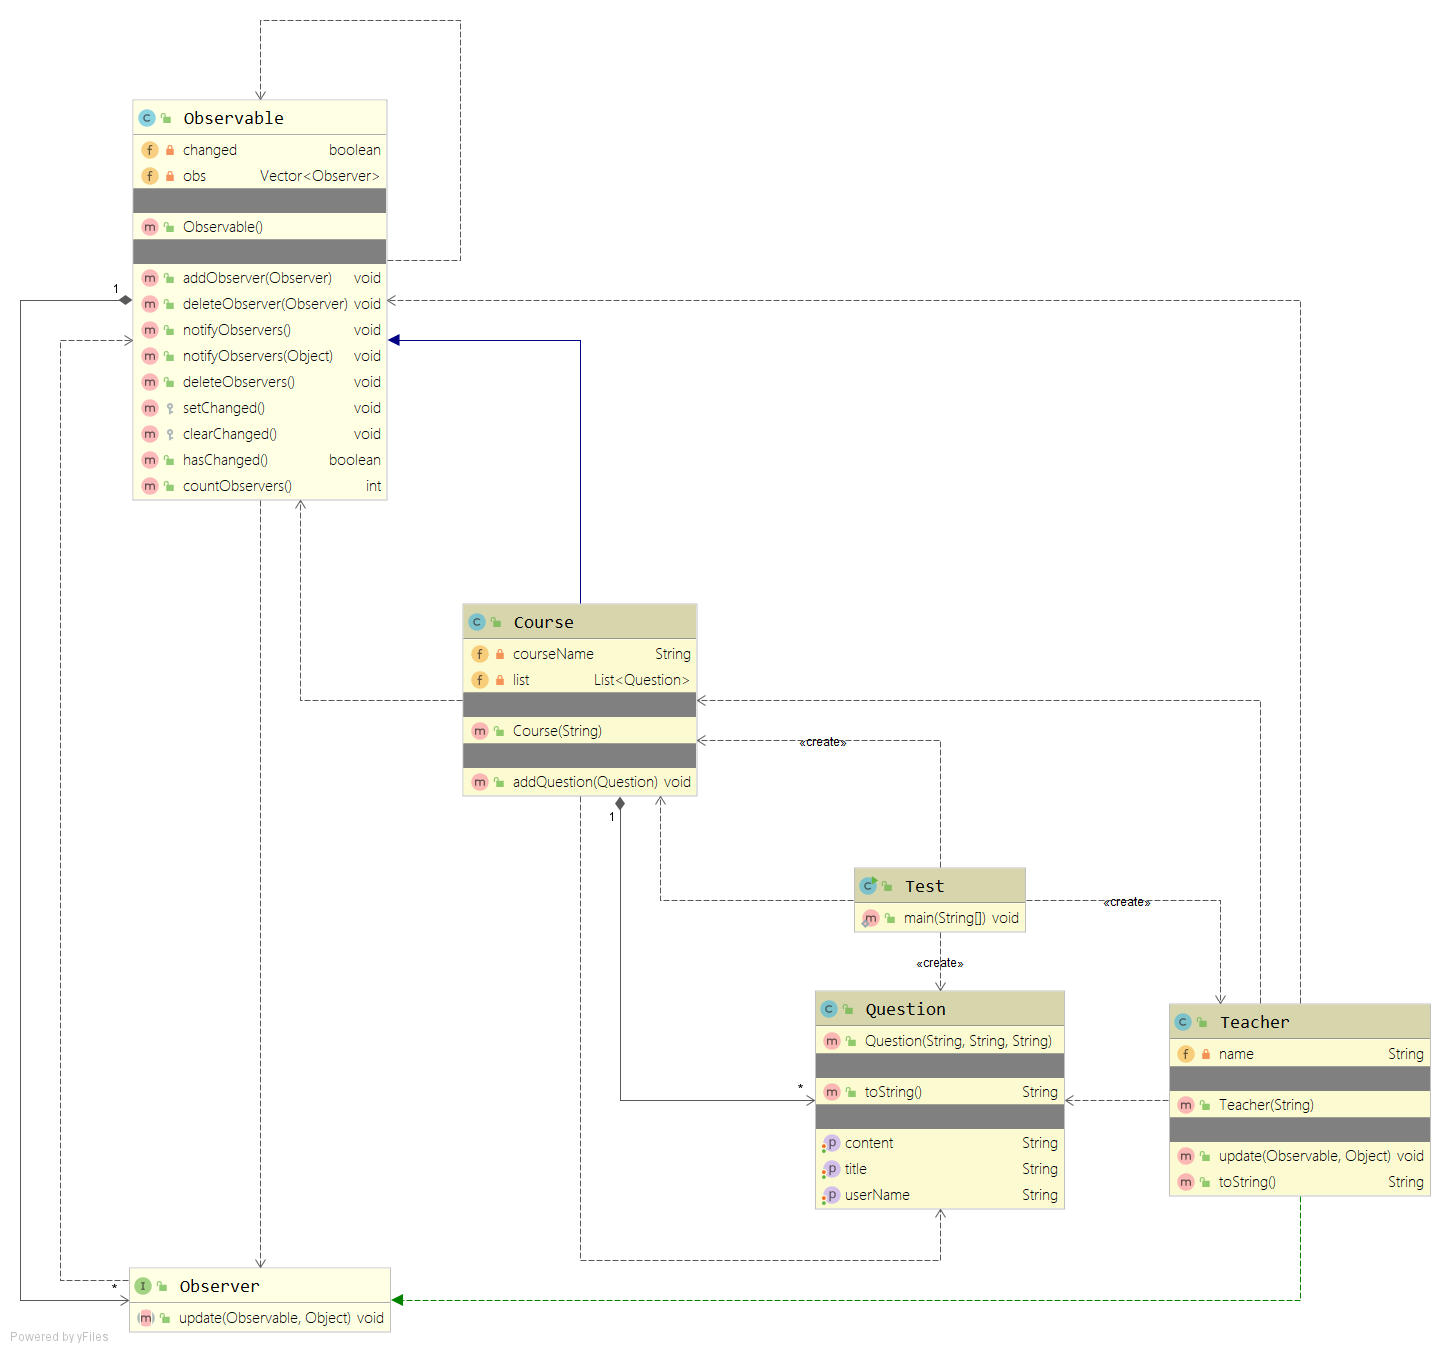 Observable
changed boolean
obs Vector<Observer>
Observable()
addObserver(Observer) void
deleteObserver(Observer) void
notifyObservers() void
notifyObservers(Object) void
deleteObservers() void
setChanged() void
clearChanged() void
hasChanged() boolean
countObservers() int
1
Course
courseName String
list List<Question>
Course(String)
addQuestion(Question) void
1
«create»
Test
main(String[]) void
«create»
«create»
Question
Question(String, String, String)
toString() String
content String
title String
userName String
*
Teacher
name String
Teacher(String)
update(Observable, Object) void
toString() String
*
Observer
update(Observable, Object) void
Powered by yFiles